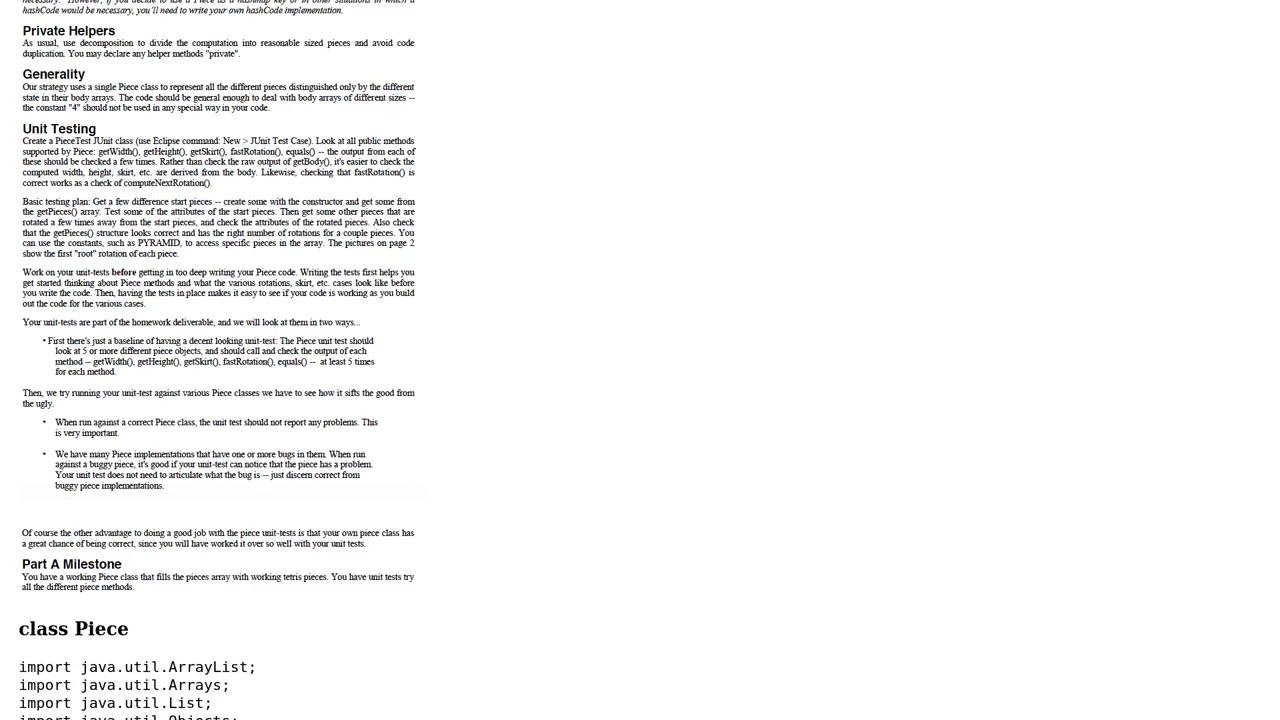 necessary. However, if you decide to use a Piece as a hashmap key or in other situations in which a
hashCode would be necessary, you'll need to write your own hashCode implementation.
Private Helpers
As usual, use decomposition to divide the computation into reasonable sized pieces and avoid code
duplication. You may declare any helper methods "private".
Generality
Our strategy uses a single Piece class to represent all the different pieces distinguished only by the different
state in their body arrays. The code should be general enough to deal with body arrays of different sizes --
the constant "4" should not be used in any special way in your code.
Unit Testing
Create a PieceTest JUnit class (use Eclipse command: New > JUnit Test Case). Look at all public methods
supported by Piece: getWidth(), getHeight(), getSkirt(), fastRotation(), equals() -- the output from each of
these should be checked a few times. Rather than check the raw output of getBody(), it's easier to check the
computed width, height, skirt, etc. are derived from the body. Likewise, checking that fastRotation() is
correct works as a check of computeNextRotation().
Basic testing plan: Get a few difference start pieces -- create some with the constructor and get some from
the getPieces() array. Test some of the attributes of the start pieces. Then get some other pieces that are
rotated a few times away from the start pieces, and check the attributes of the rotated pieces. Also check
that the getPieces() structure looks correct and has the right number of rotations for a couple pieces. You
can use the constants, such as PYRAMID, to access specific pieces in the array. The pictures on page 2
show the first "root" rotation of each piece.
Work on your unit-tests before getting in too deep writing your Piece code. Writing the tests first helps you
get started thinking about Piece methods and what the various rotations, skirt, etc. cases look like before
you write the code. Then, having the tests in place makes it easy to see if your code is working as you build
out the code for the various cases.
Your unit-tests are part of the homework deliverable, and we will look at them in two ways...
• First there's just a baseline of having a decent looking unit-test: The Piece unit test should
look at 5 or more different piece objects, and should call and check the output of each
method -- getWidth(), getHeight(), getSkirt(), fastRotation(), equals() -- at least 5 times
for each method.
Then, we try running your unit-test against various Piece classes we have to see how it sifts the good from
the ugly.
• When run against a correct Piece class, the unit test should not report any problems. This
is very important.
• We have many Piece implementations that have one or more bugs in them. When run
against a buggy piece, it's good if your unit-test can notice that the piece has a problem.
Your unit test does not need to articulate what the bug is -- just discern correct from
buggy piece implementations.
Of course the other advantage to doing a good job with the piece unit-tests is that your own piece class has
a great chance of being correct, since you will have worked it over so well with your unit tests.
Part A Milestone
You have a working Piece class that fills the pieces array with working tetris pieces. You have unit tests try
all the different piece methods.
class Piece
import java.util.ArrayList;
import java.util.Arrays;
import java.util.List;
import java.util.Objects;